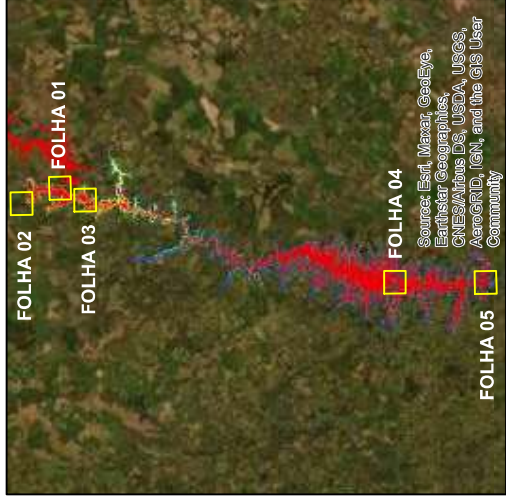 FOLHA 01
FOLHA 02
FOLHA 03
FOLHA 04
Source: Esri, Maxar, GeoEye,
Earthstar Geographics,
CNES/Airbus DS, USDA, USGS,
AeroGRID, IGN, and the GIS User
Community
FOLHA 05